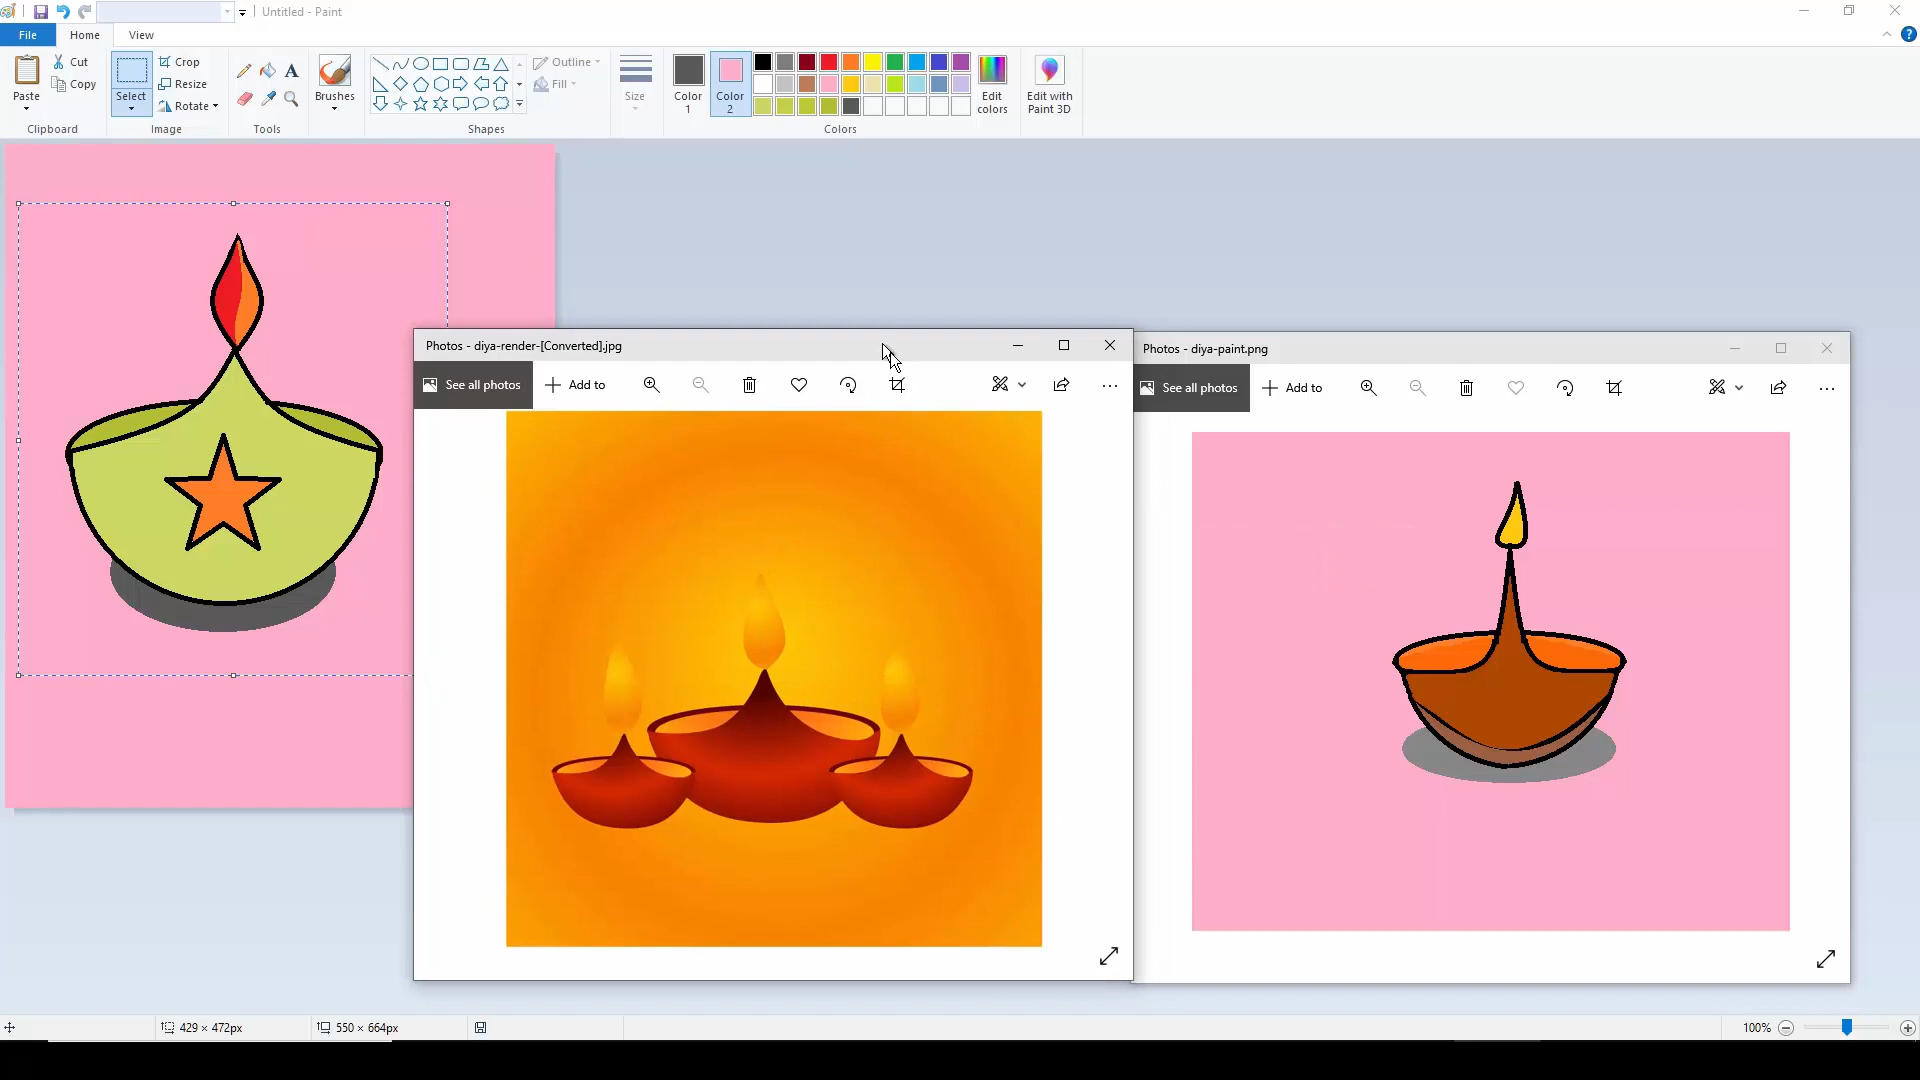 Untitled - Paint
File Home View
Paste
Cut
Copy
Clipboard
Select
Crop
Resize
Rotate
Image
Tools
Brushes
Outline
Fill
Shapes
Size
Color 1
Color 2
Colors
Edit colors
Edit with Paint 3D
Photos - diya-render-[Converted].jpg
See all photos
Add to
Photos - diya-paint.png
See all photos
Add to
429 × 472px
550 × 664px
100%